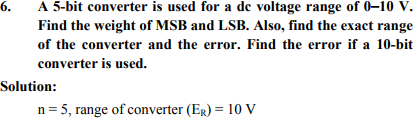 6. A 5-bit converter is used for a dc voltage range of 0–10 V.
Find the weight of MSB and LSB. Also, find the exact range
of the converter and the error. Find the error if a 10-bit
converter is used.
Solution:
n = 5, range of converter (ER) = 10 V